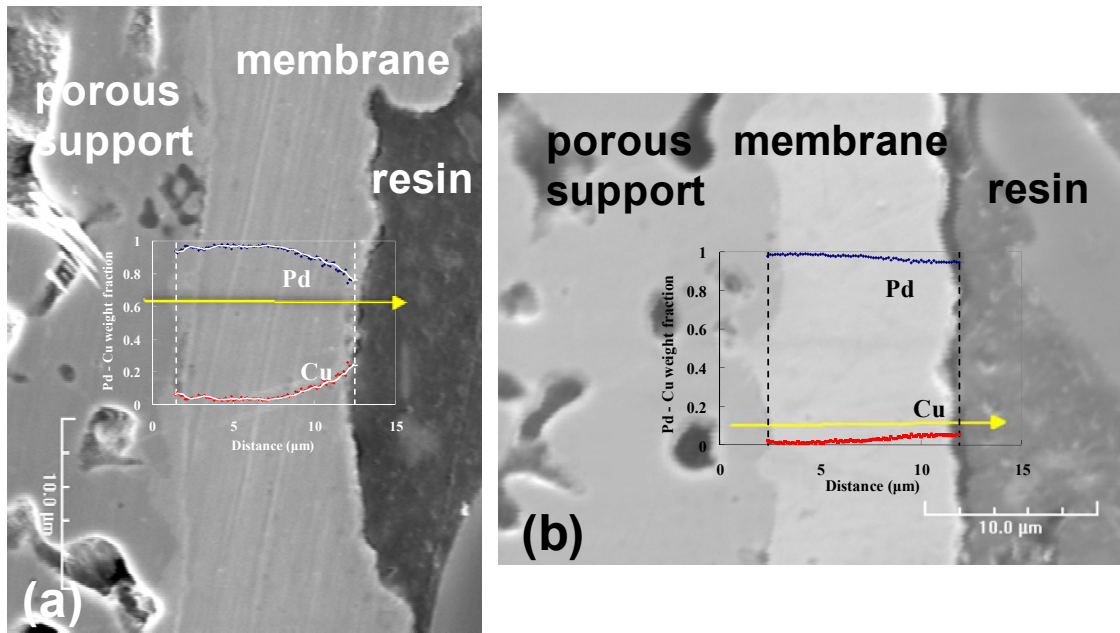 membrane
porous
support
resin
1
0.8
0.6
0.4
0.2
0
Pd - Cu weight fraction
Pd
Cu
0
5
10
15
Distance (µm)
10.0 µm
(a)
porous
support
membrane
resin
1
0.8
0.6
0.4
0.2
0
Pd - Cu weight fraction
Pd
Cu
0
5
10
15
Distance (µm)
10.0 µm
(b)